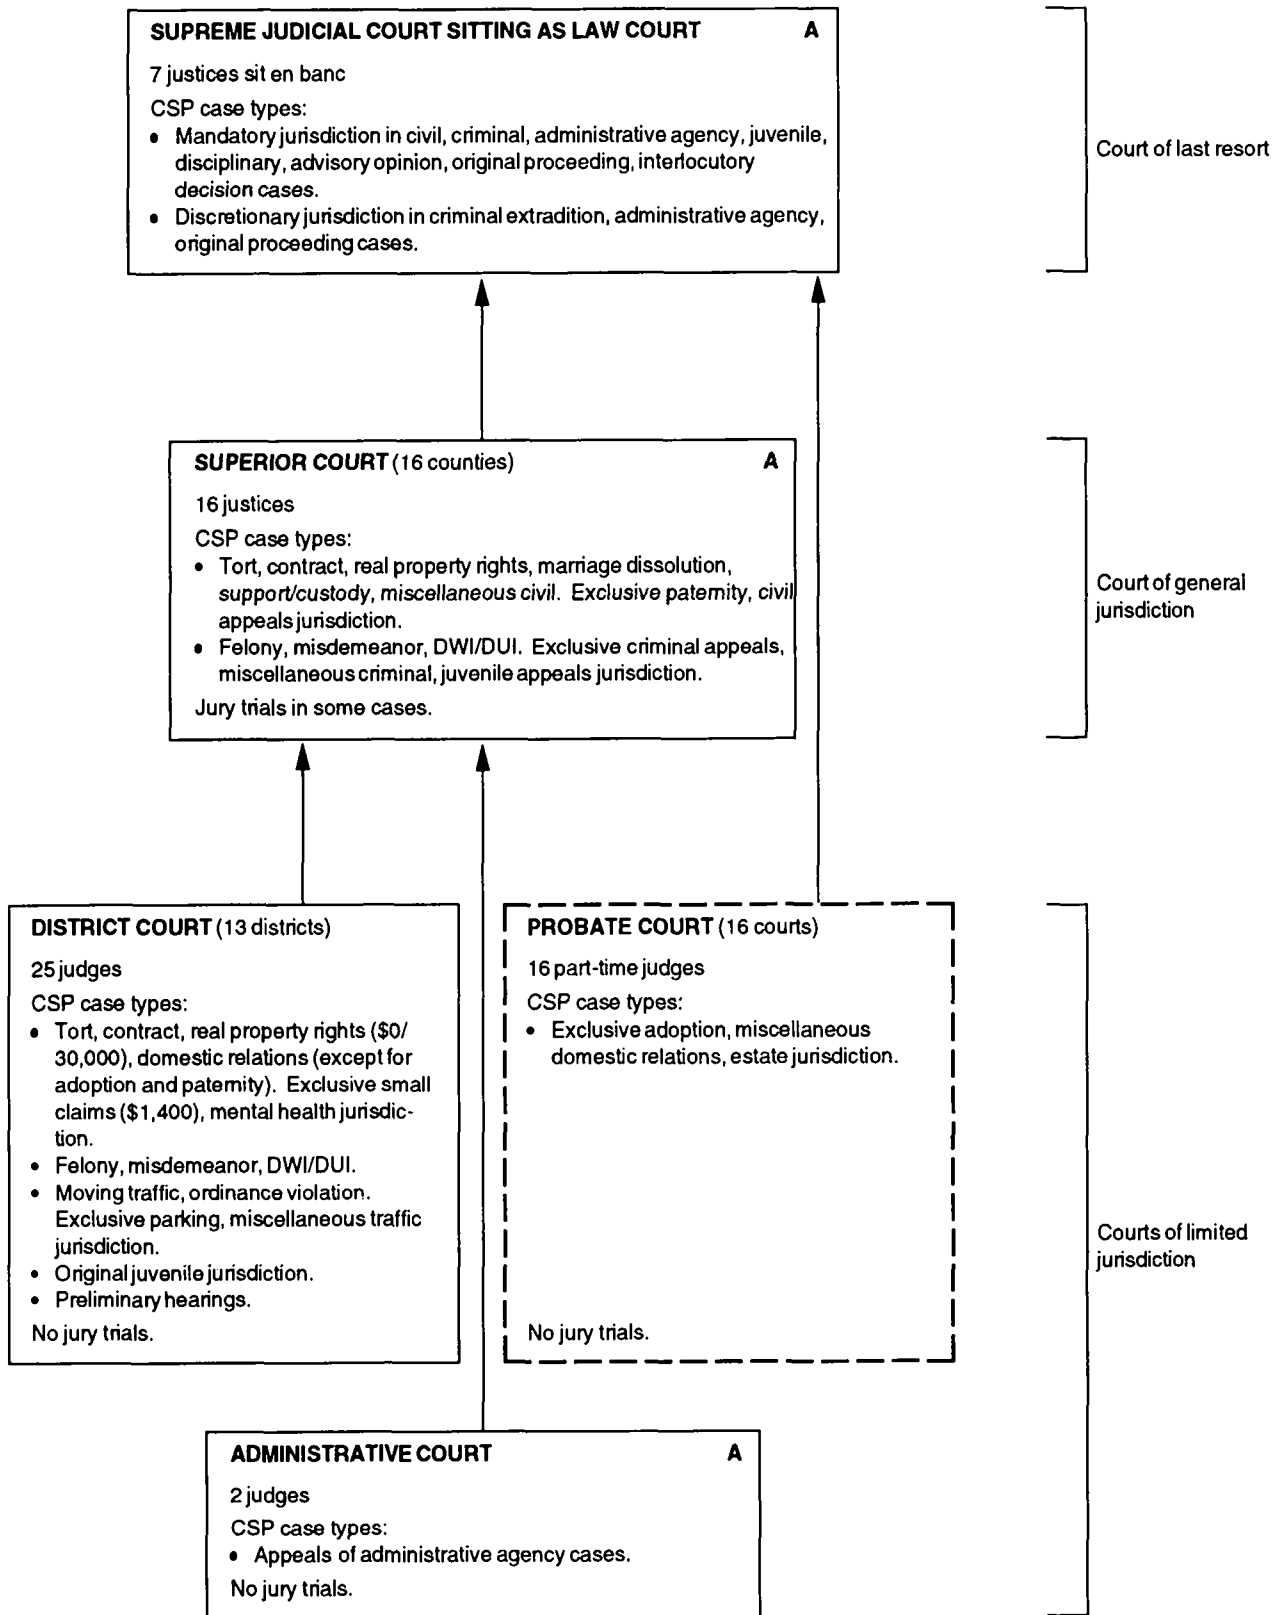 SUPREME JUDICIAL COURT SITTING AS LAW COURT A
7 justices sit en banc
CSP case types:
• Mandatory jurisdiction in civil, criminal, administrative agency, juvenile,
disciplinary, advisory opinion, original proceeding, interlocutory
decision cases.
• Discretionary jurisdiction in criminal extradition, administrative agency,
original proceeding cases.
Court of last resort
SUPERIOR COURT (16 counties) A
16 justices
CSP case types:
• Tort, contract, real property rights, marriage dissolution,
support/custody, miscellaneous civil. Exclusive paternity, civil
appeals jurisdiction.
• Felony, misdemeanor, DWI/DUI. Exclusive criminal appeals,
miscellaneous criminal, juvenile appeals jurisdiction.
Jury trials in some cases.
Court of general
jurisdiction
DISTRICT COURT (13 districts)
25 judges
CSP case types:
• Tort, contract, real property rights ($0/
30,000), domestic relations (except for
adoption and paternity). Exclusive small
claims ($1,400), mental health jurisdic-
tion.
• Felony, misdemeanor, DWI/DUI.
• Moving traffic, ordinance violation.
Exclusive parking, miscellaneous traffic
jurisdiction.
• Original juvenile jurisdiction.
• Preliminary hearings.
No jury trials.
PROBATE COURT (16 courts)
16 part-time judges
CSP case types:
• Exclusive adoption, miscellaneous
domestic relations, estate jurisdiction.
No jury trials.
Courts of limited
jurisdiction
ADMINISTRATIVE COURT A
2 judges
CSP case types:
• Appeals of administrative agency cases.
No jury trials.